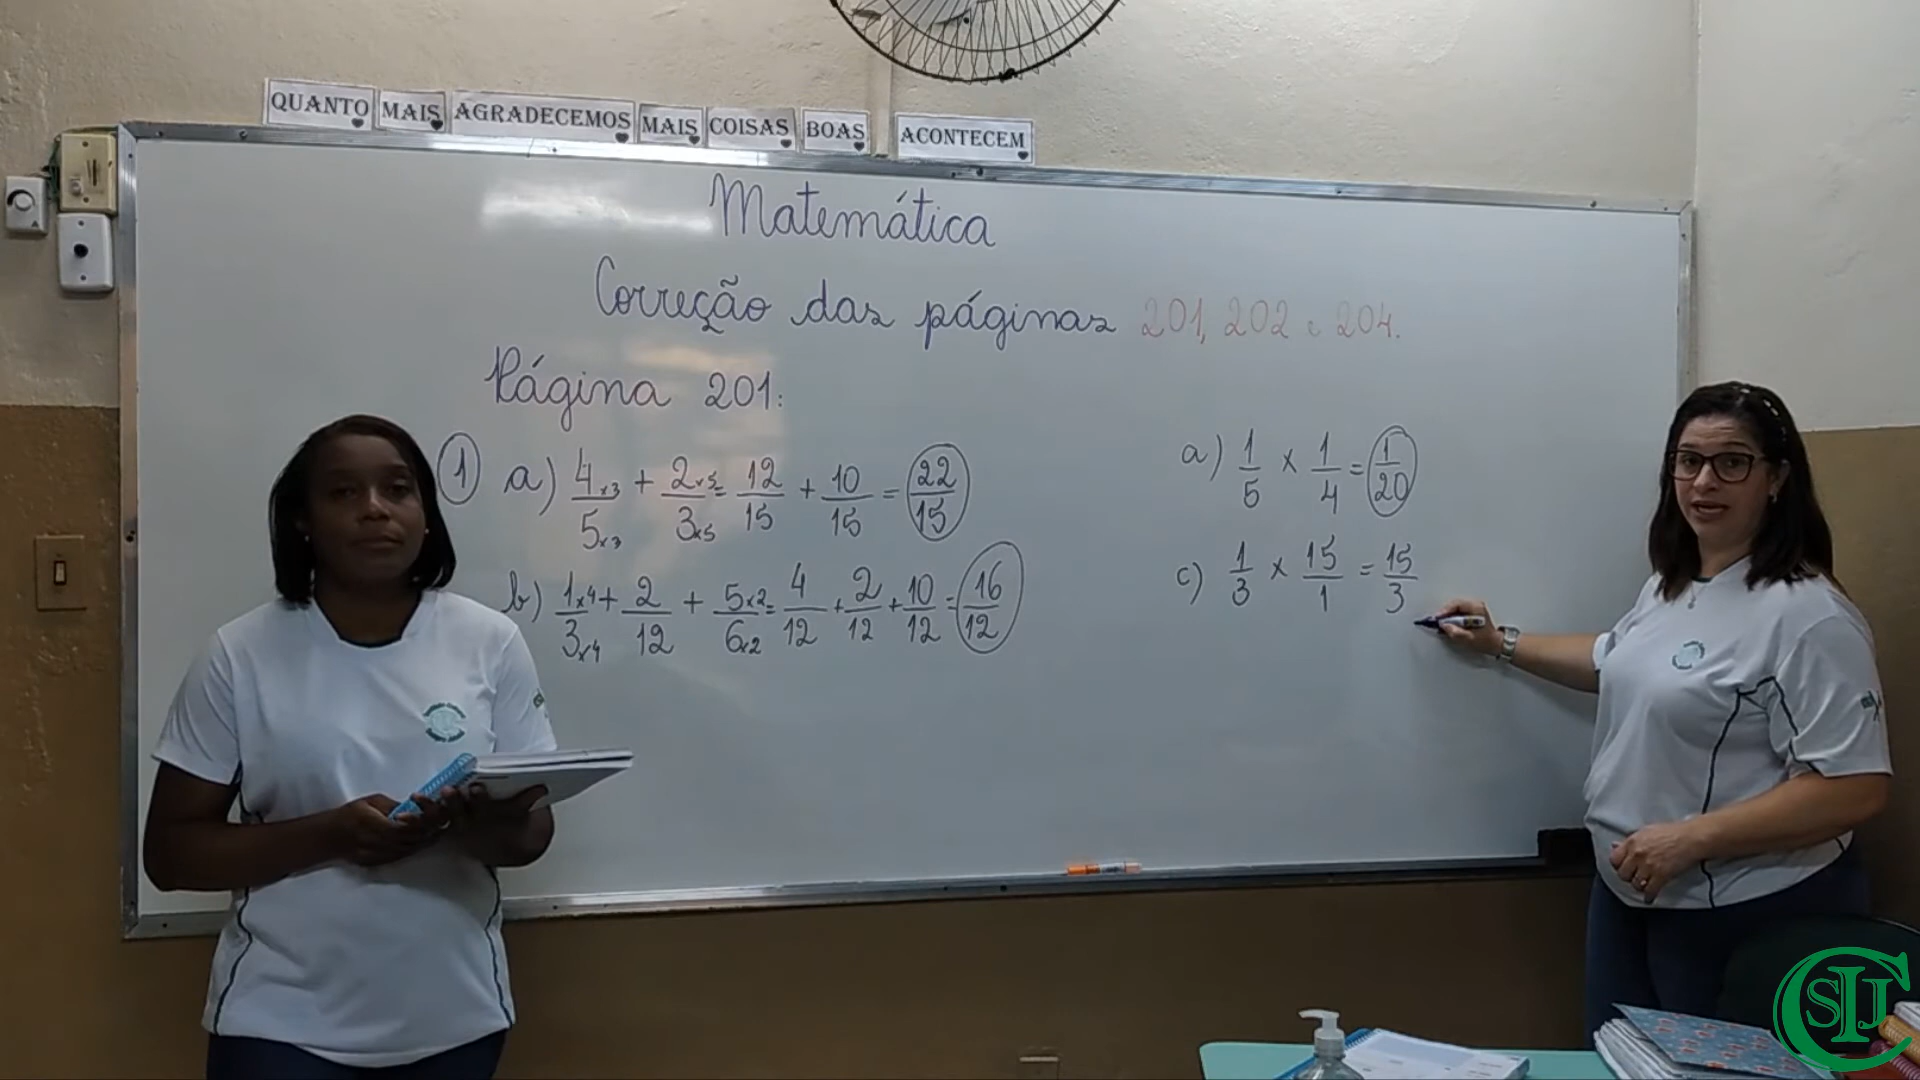 QUANTO MAIS AGRADECEMOS MAIS COISAS BOAS ACONTECEM
Matemática
Correção das páginas 201, 202 e 204.
Página 201:
1 a) 4x3/5x3 + 2x5/3x5 = 12/15 + 10/15 = 22/15
b) 1x4/3x4 + 2/12 + 5x2/6x2 = 4/12 + 2/12 + 10/12 = 16/12
a) 1/5 x 1/4 = 1/20
c) 1/3 x 15/1 = 15/3
CSIJ